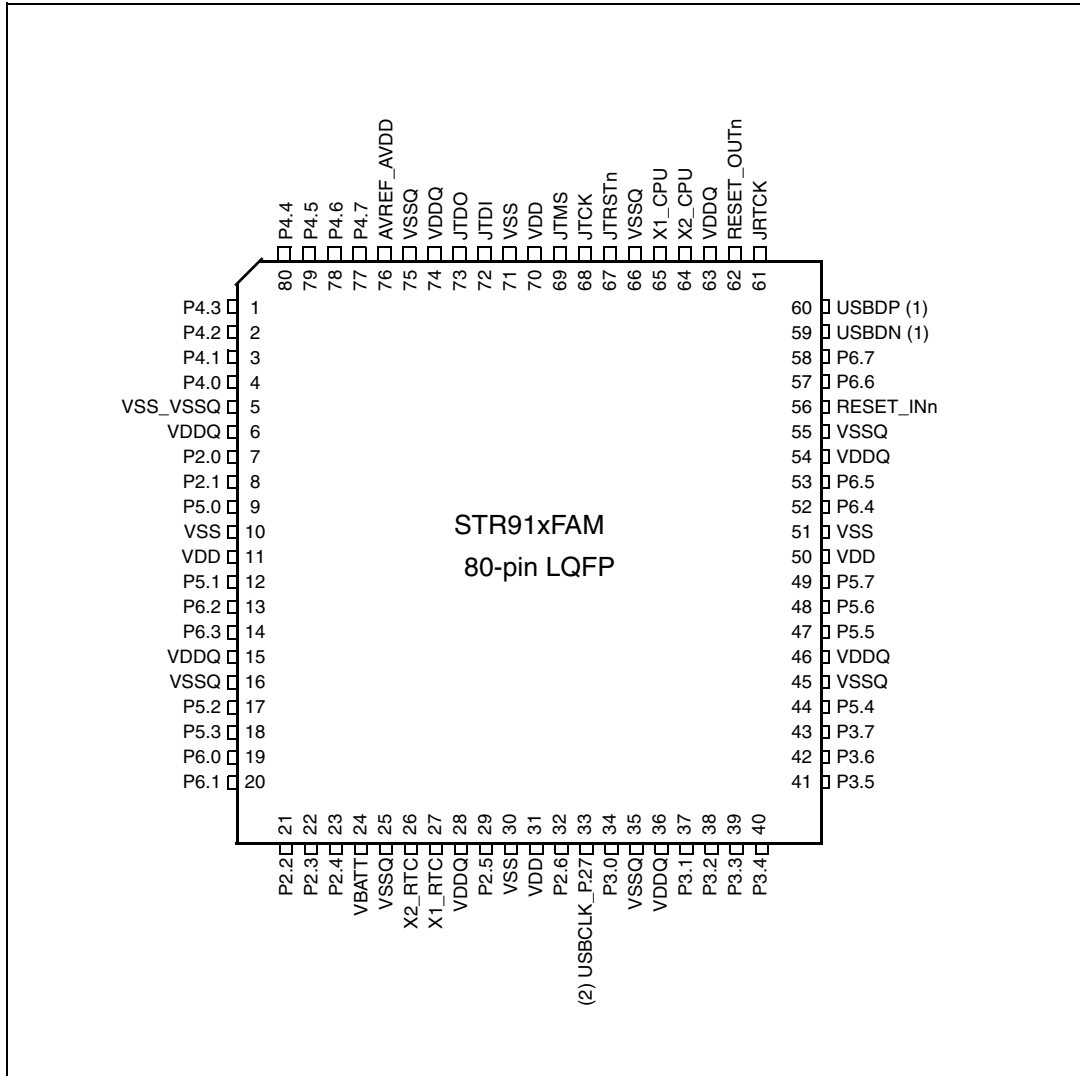 P4.4
P4.5
P4.6
P4.7
AVREF_AVDD
VSSQ
VDDQ
JTDO
JTDI
VSS
VDD
JTMS
JTCK
JTRSTn
VSSQ
X1_CPU
X2_CPU
VDDQ
RESET_OUTn
JRTCK
80
79
78
77
76
75
74
73
72
71
70
69
68
67
66
65
64
63
62
61
P4.3 1
P4.2 2
P4.1 3
P4.0 4
VSS_VSSQ 5
VDDQ 6
P2.0 7
P2.1 8
P5.0 9
VSS 10
VDD 11
P5.1 12
P6.2 13
P6.3 14
VDDQ 15
VSSQ 16
P5.2 17
P5.3 18
P6.0 19
P6.1 20
STR91xFAM
80-pin LQFP
60 USBDP (1)
59 USBDN (1)
58 P6.7
57 P6.6
56 RESET_INn
55 VSSQ
54 VDDQ
53 P6.5
52 P6.4
51 VSS
50 VDD
49 P5.7
48 P5.6
47 P5.5
46 VDDQ
45 VSSQ
44 P5.4
43 P3.7
42 P3.6
41 P3.5
21
22
23
24
25
26
27
28
29
30
31
32
33
34
35
36
37
38
39
40
P2.2
P2.3
P2.4
VBATT
VSSQ
X2_RTC
X1_RTC
VDDQ
P2.5
VSS
VDD
P2.6
(2) USBCLK_P.27
P3.0
VSSQ
VDDQ
P3.1
P3.2
P3.3
P3.4